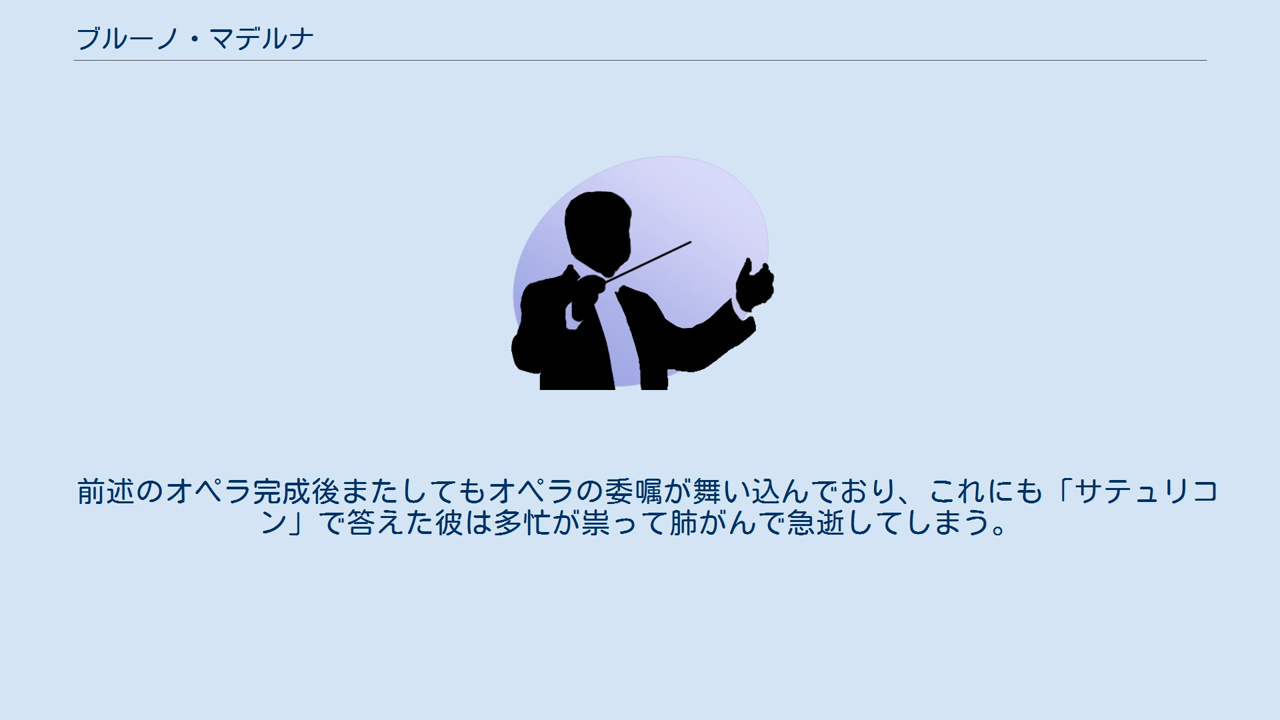 ブルーノ・マデルナ
前述のオペラ完成後またしてもオペラの委嘱が舞い込んでおり、これにも「サテュリコ
ン」で答えた彼は多忙が祟って肺がんで急逝してしまう。